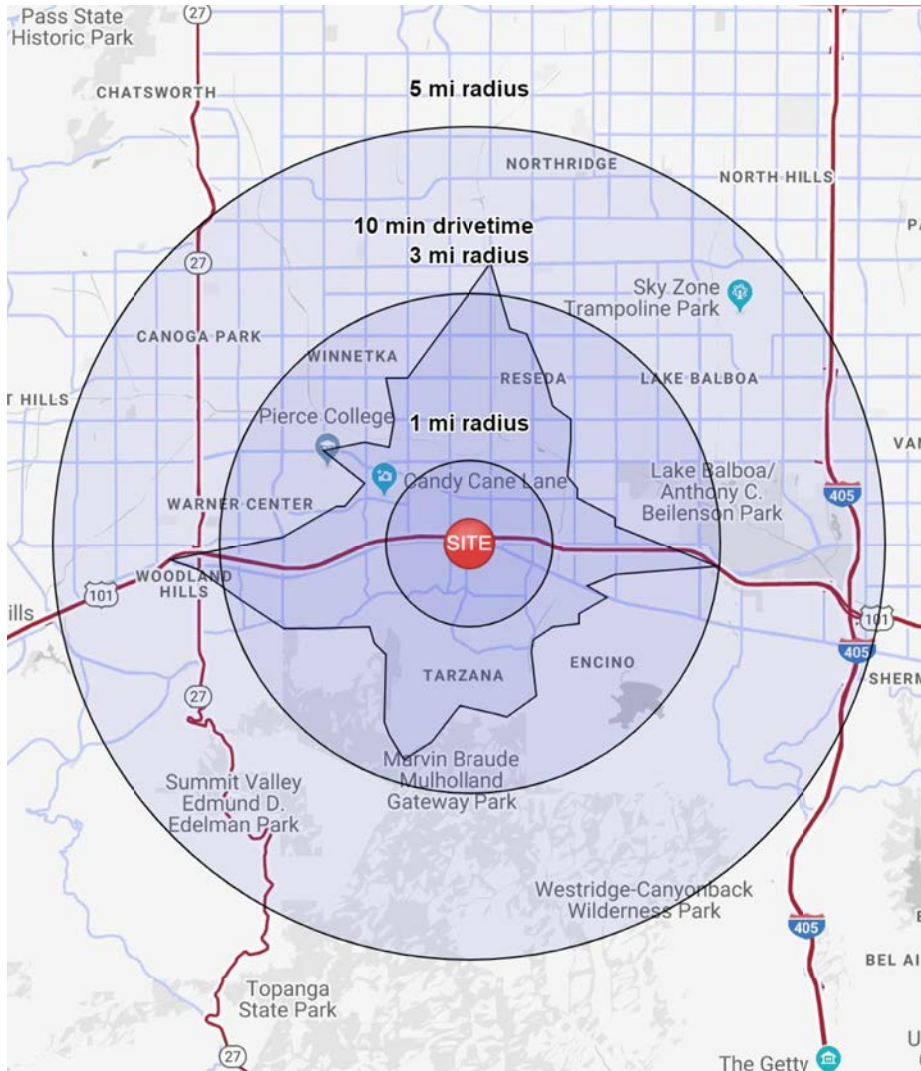 27
Pass State
Historic Park
5 mi radius
CHATSWORTH
NORTHRIDGE
NORTH HILLS
10 min drivetime
3 mi radius
27
Sky Zone
Trampoline Park
CANOGA PARK
WINNETKA
RESEDA
LAKE BALBOA
T HILLS
Pierce College
1 mi radius
VAN
Candy Cane Lane
Lake Balboa/
Anthony C.
Beilenson Park
405
WARNER CENTER
SITE
WOODLAND
HILLS
101
ills
101
405
TARZANA
ENCINO
SHERM
27
Marvin Braude
Mulholland
Gateway Park
Summit Valley
Edmund D.
Edelman Park
Westridge-Canyonback
Wilderness Park
405
BEL AI
Topanga
State Park
27
The Getty
U